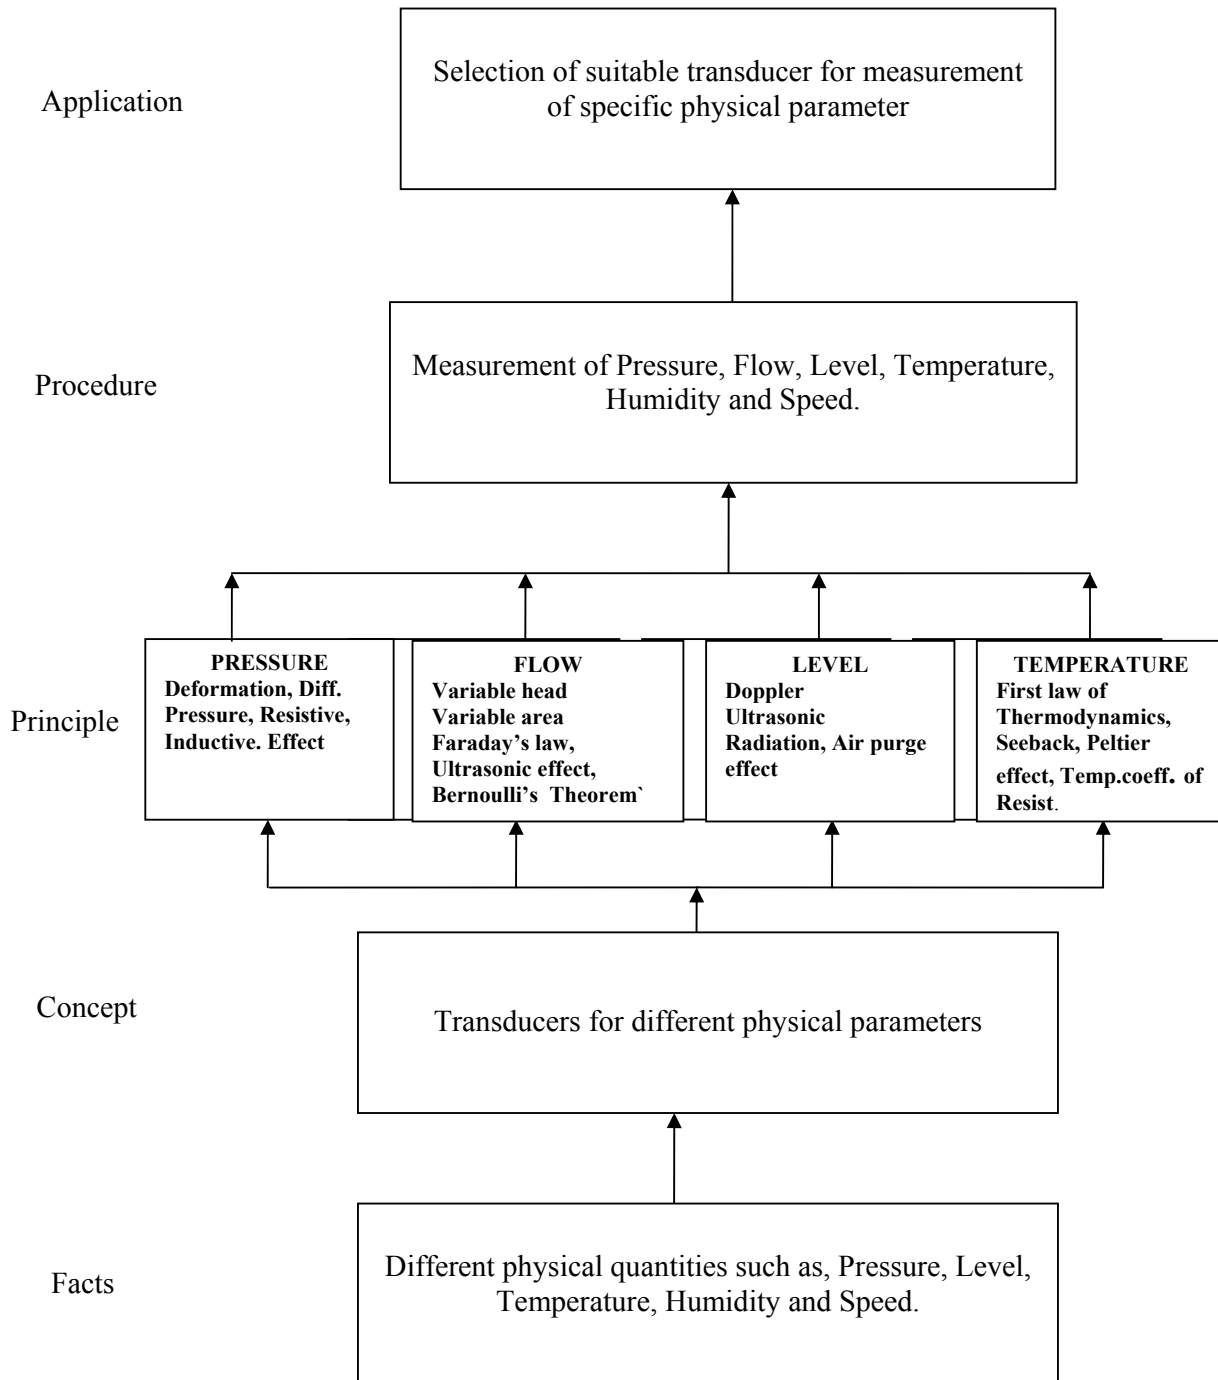 Application
Selection of suitable transducer for measurement
of specific physical parameter
Procedure
Measurement of Pressure, Flow, Level, Temperature,
Humidity and Speed.
Principle
PRESSURE
Deformation, Diff.
Pressure, Resistive,
Inductive. Effect
FLOW
Variable head
Variable area
Faraday’s law,
Ultrasonic effect,
Bernoulli’s Theorem`
LEVEL
Doppler
Ultrasonic
Radiation, Air purge
effect
TEMPERATURE
First law of
Thermodynamics,
Seeback, Peltier
effect, Temp.coeff. of
Resist.
Concept
Transducers for different physical parameters
Facts
Different physical quantities such as, Pressure, Level,
Temperature, Humidity and Speed.